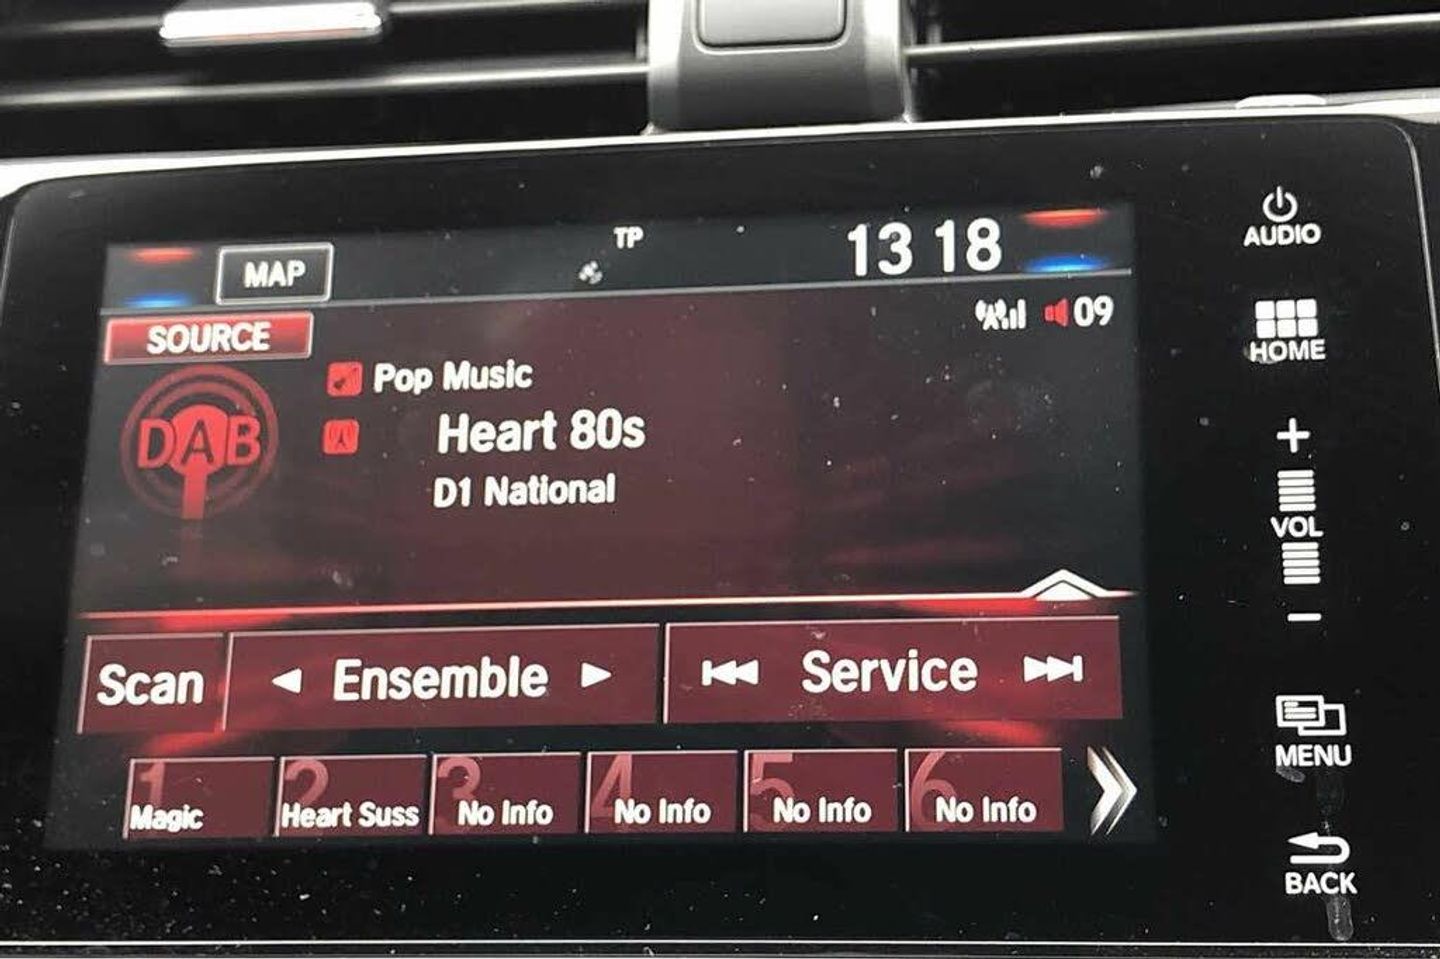 TP
MAP
13 18
AUDIO
SOURCE
09
HOME
Pop Music
DAB
Heart 80s
D1 National
+
VOL
-
Scan
Ensemble
Service
MENU
1 Magic
2 Heart Suss
3 No Info
4 No Info
5 No Info
6 No Info
BACK